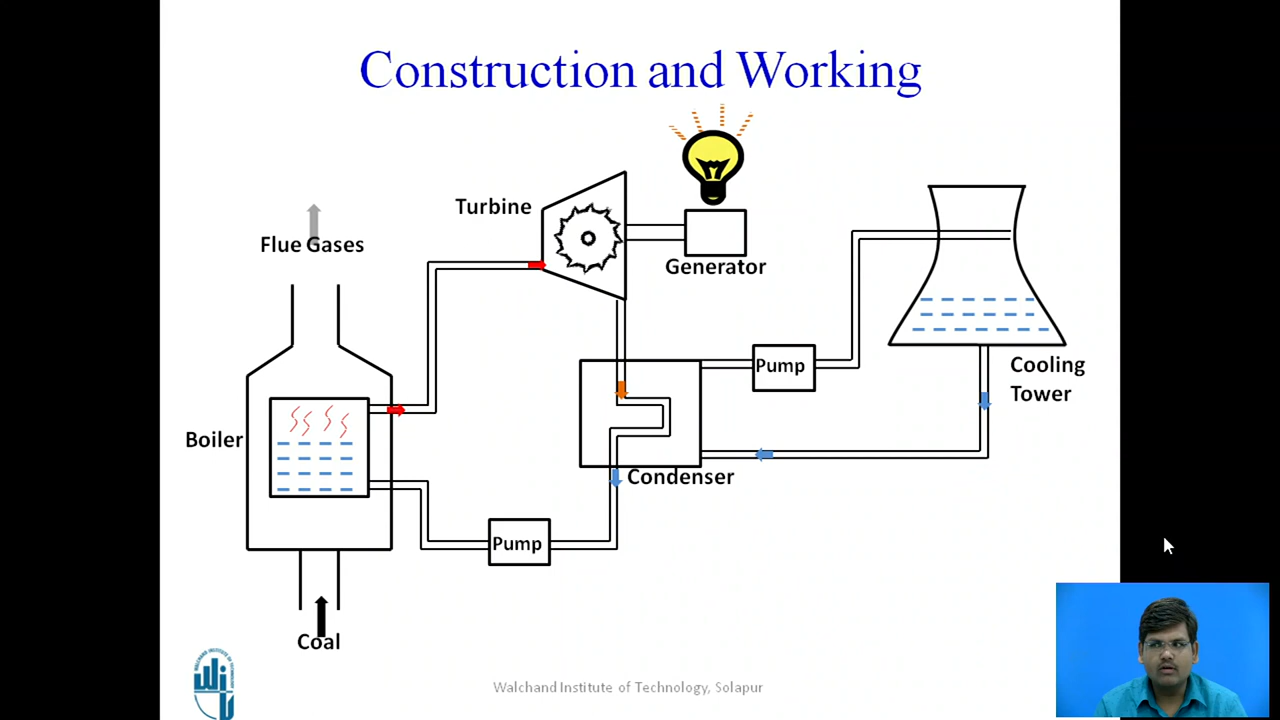 Construction and Working
Turbine
Flue Gases
Generator
Pump
Cooling
Tower
Boiler
Condenser
Pump
Coal
Walchand Institute of Technology, Solapur